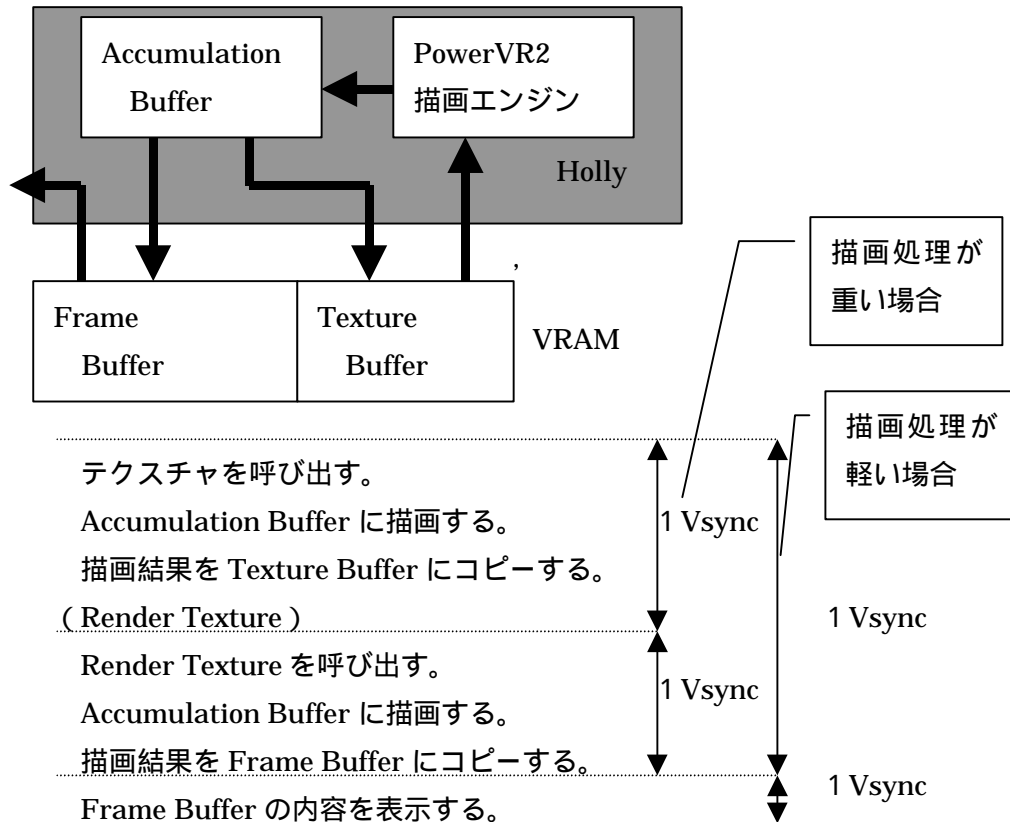 Accumulation
Buffer
PowerVR2
描画エンジン
Holly
Frame
Buffer
Texture
Buffer
,
VRAM
描画処理が
重い場合
描画処理が
軽い場合
テクスチャを呼び出す。
Accumulation Buffer に描画する。
描画結果を Texture Buffer にコピーする。
( Render Texture )
1 Vsync
Render Texture を呼び出す。
Accumulation Buffer に描画する。
描画結果を Frame Buffer にコピーする。
1 Vsync
1 Vsync
Frame Buffer の内容を表示する。
1 Vsync